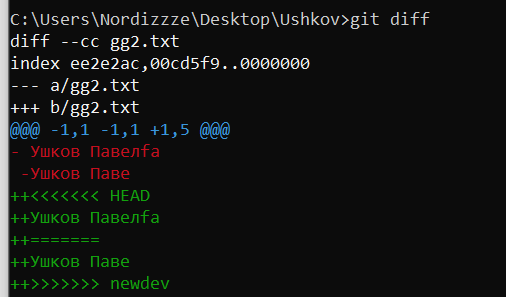 C:\Users\Nordizzze\Desktop\Ushkov>git diff
diff --cc gg2.txt
index ee2e2ac,00cd5f9..0000000
--- a/gg2.txt
+++ b/gg2.txt
@@@ -1,1 -1,1 +1,5 @@@
- Ушков Павелfa
 -Ушков Паве
++<<<<<<< HEAD
++Ушков Павелfa
++=======
++Ушков Паве
++>>>>>>> newdev